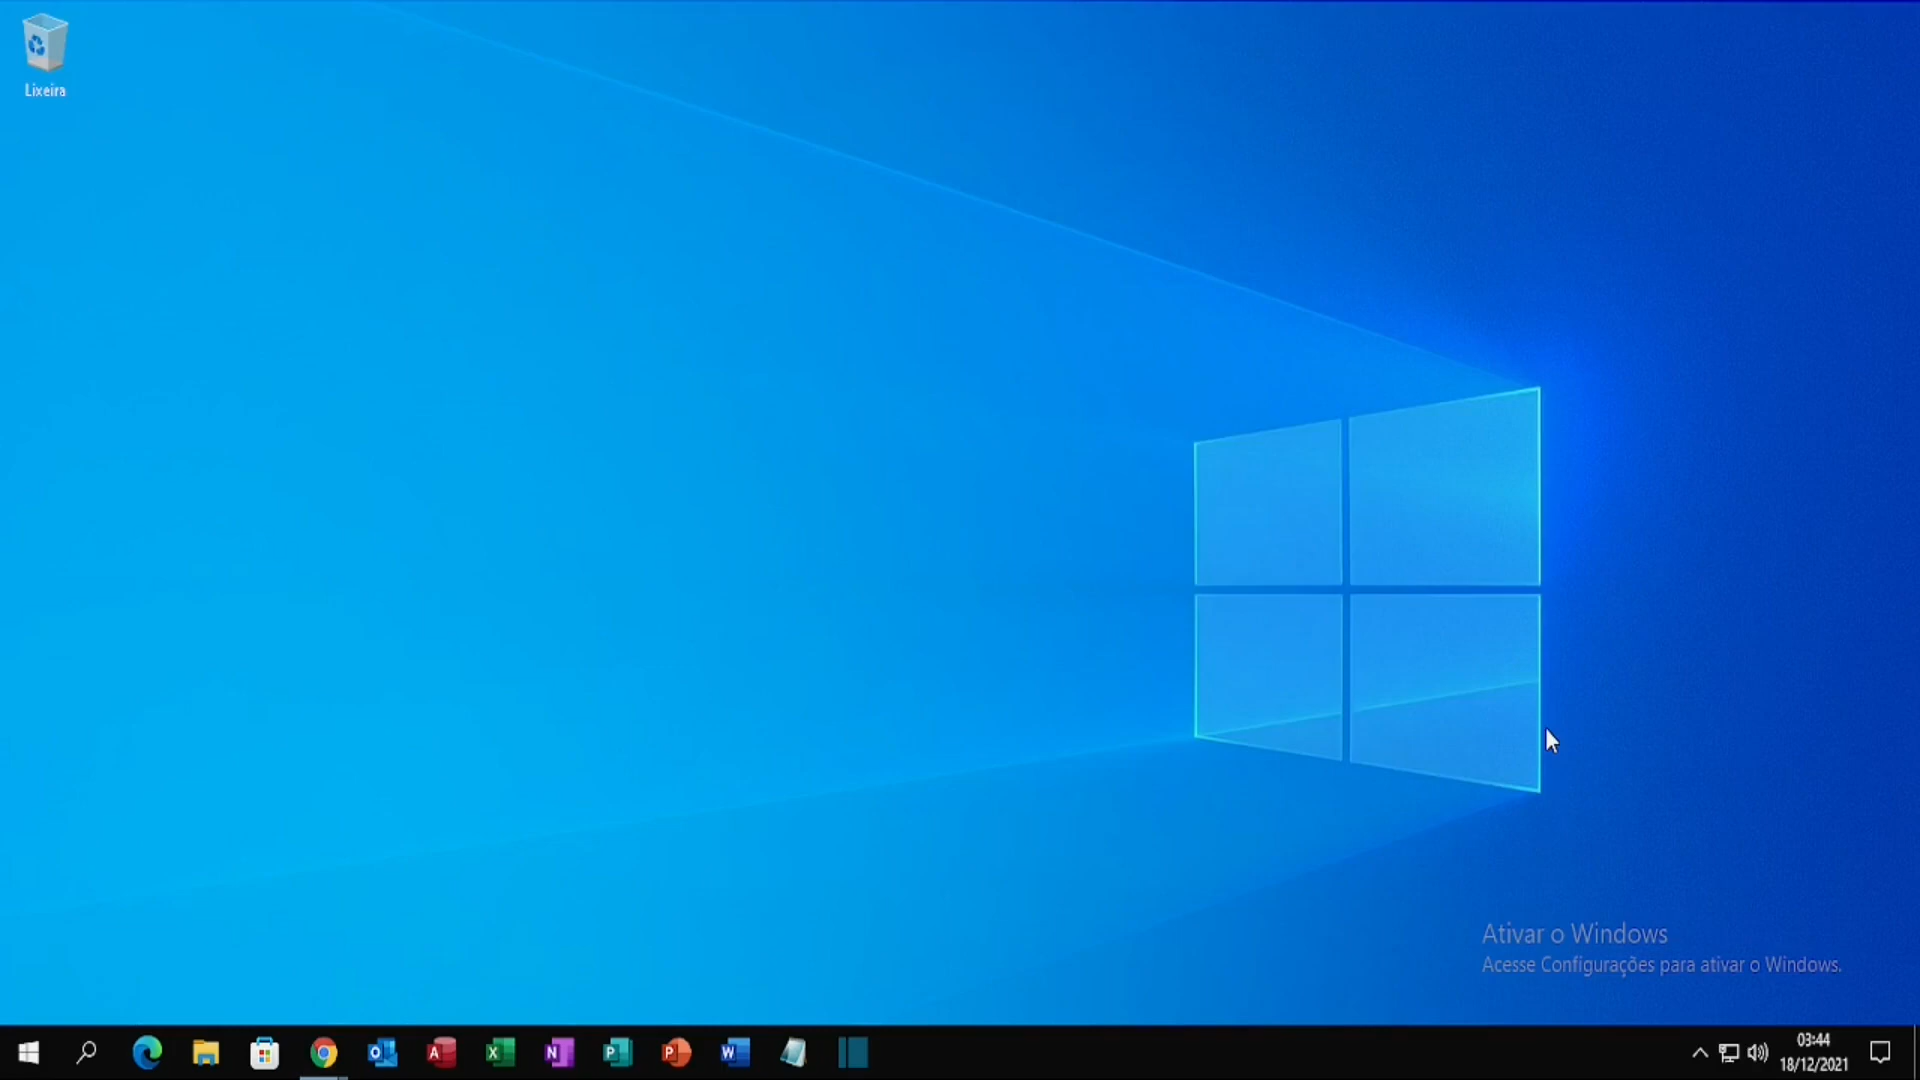 Lixeira
Ativar o Windows
Acesse Configurações para ativar o Windows.
03:44
18/12/2021